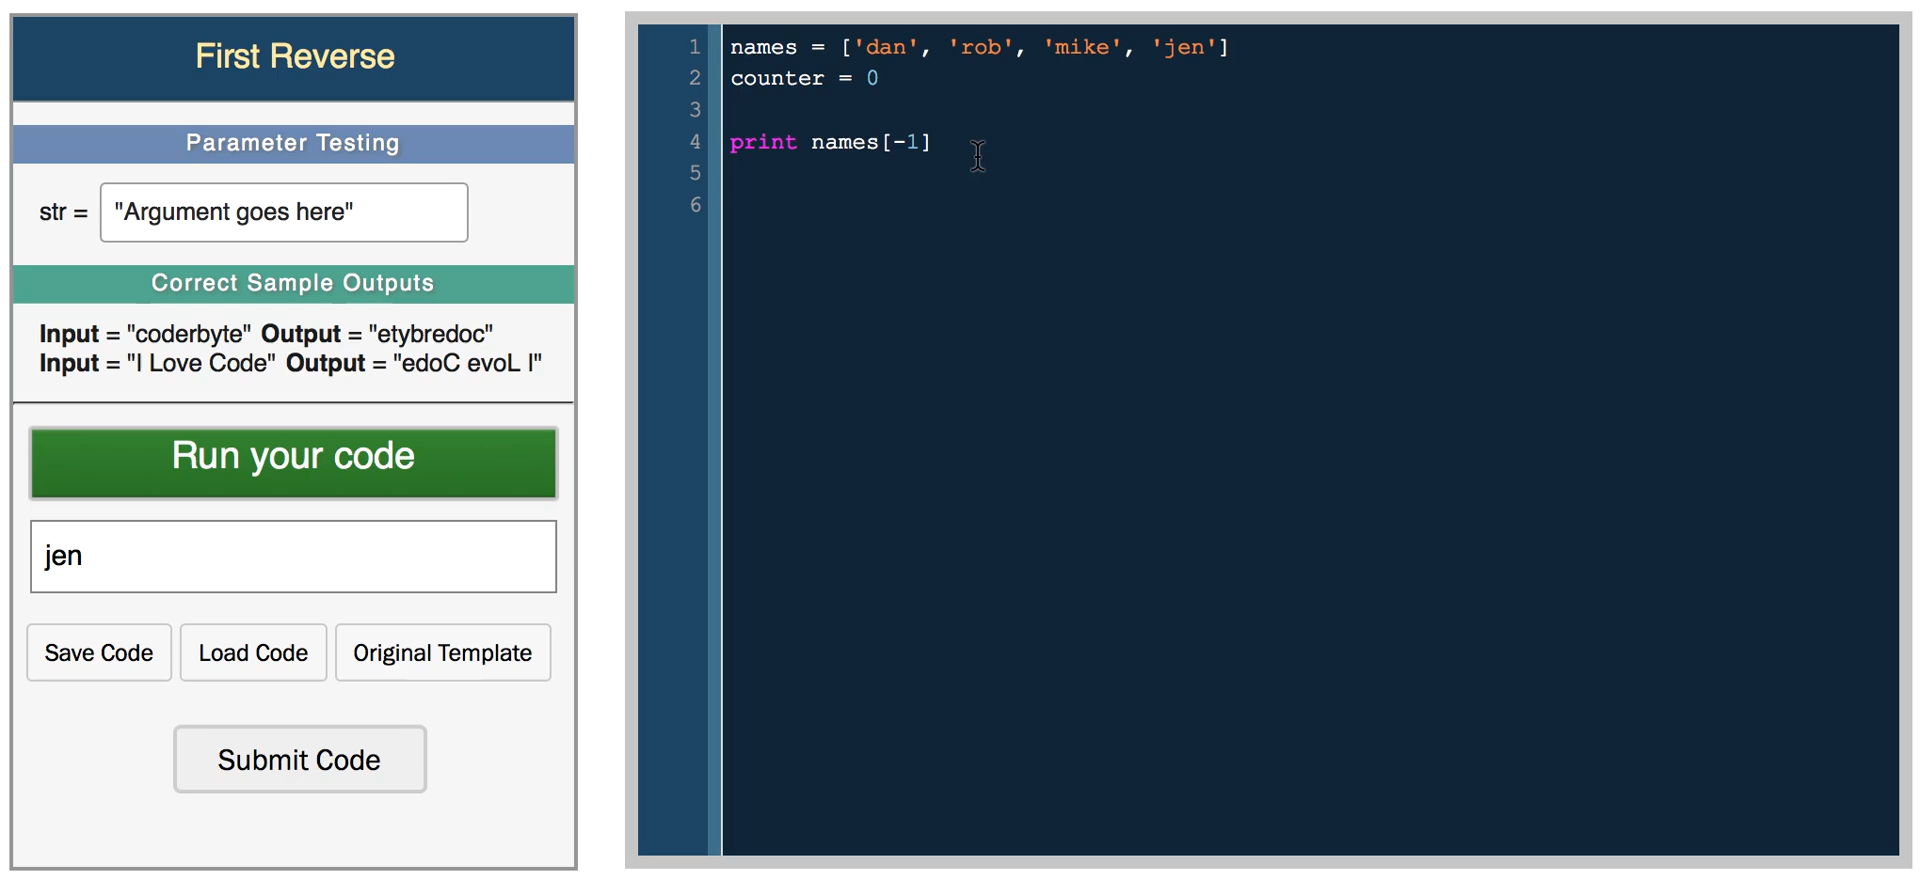 First Reverse
Parameter Testing
str = "Argument goes here"
Correct Sample Outputs
Input = "coderbyte" Output = "etybredoc"
Input = "I Love Code" Output = "edoC evoL I"
Run your code
jen
Save Code Load Code Original Template
Submit Code
1 names = ['dan', 'rob', 'mike', 'jen']
2 counter = 0
3
4 print names[-1]
5
6